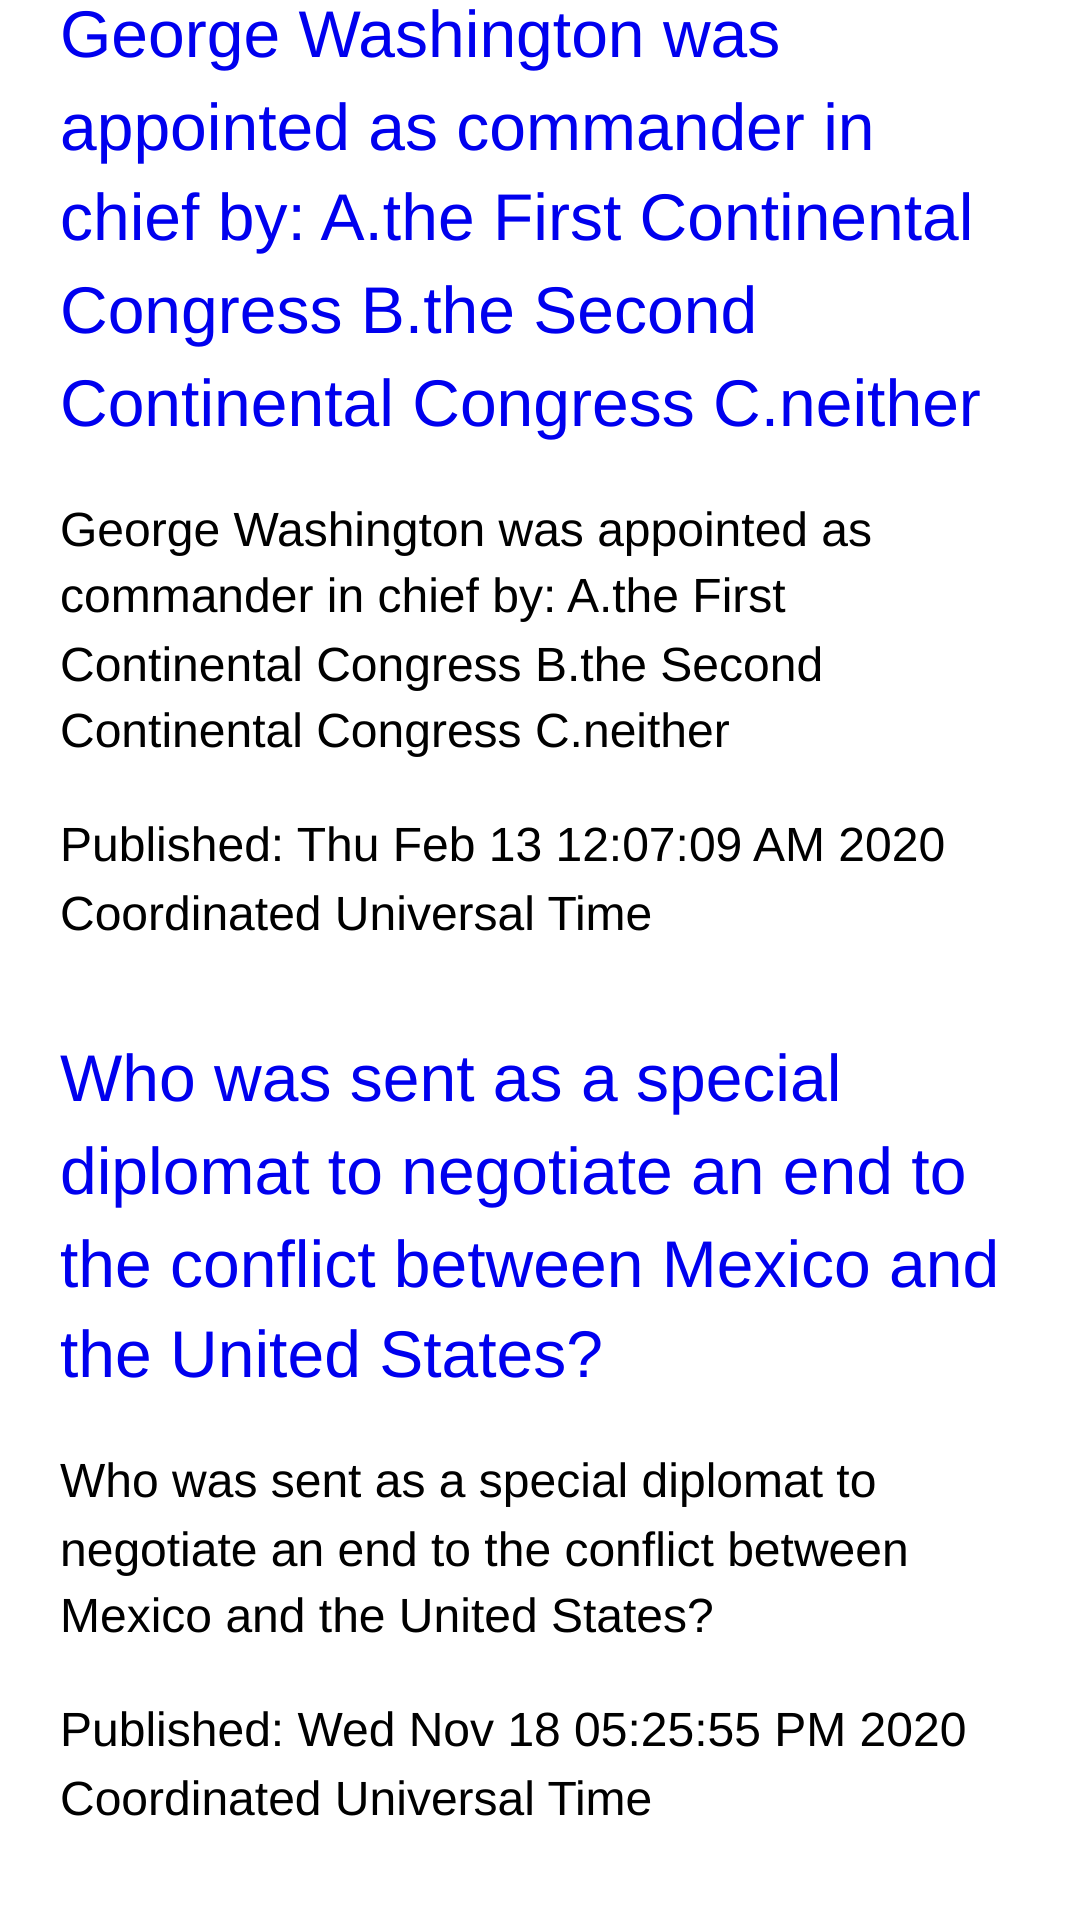 George Washington was
appointed as commander in
chief by: A.the First Continental
Congress B.the Second
Continental Congress C.neither
George Washington was appointed as
commander in chief by: A.the First
Continental Congress B.the Second
Continental Congress C.neither
Published: Thu Feb 13 12:07:09 AM 2020
Coordinated Universal Time
Who was sent as a special
diplomat to negotiate an end to
the conflict between Mexico and
the United States?
Who was sent as a special diplomat to
negotiate an end to the conflict between
Mexico and the United States?
Published: Wed Nov 18 05:25:55 PM 2020
Coordinated Universal Time